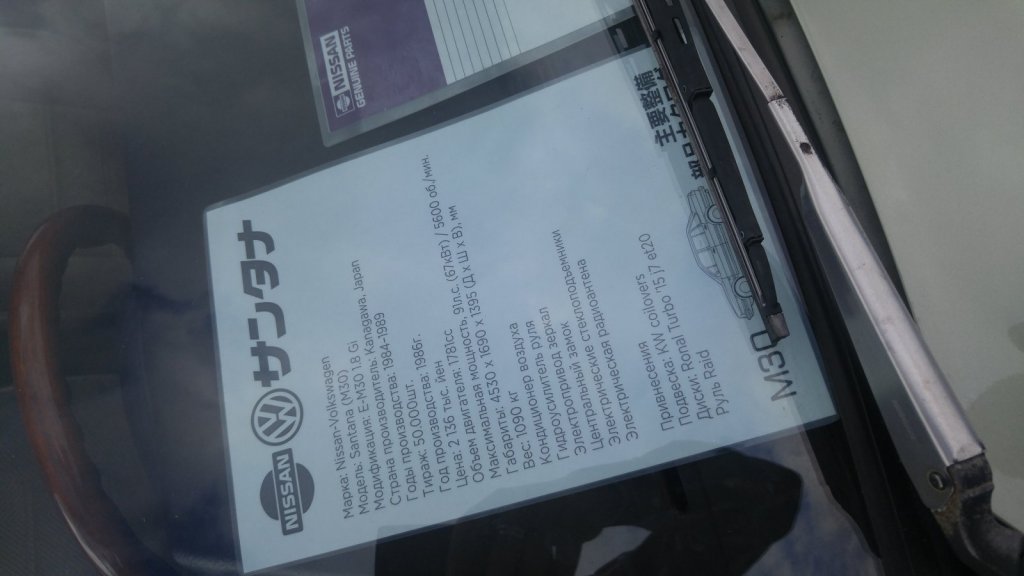 NISSAN
GENUINE PARTS
NISSAN
サンタナ
Марка: Nissan-Volkswagen
Модель: Santana (M30)
Модификация: E-M30 1.8 Gi
Страна производитель: Kanagawa, Japan
Годы производства: 1984-1989
Тираж: 50,000шт.
Год производства: 1986г.
Цена: 2 136 тыс. йен
Объем двигателя: 1781сс
Максимальная мощность: 91л.с. (67кВт) / 5600 об./мин.
Габариты: 4530 x 1690 x 1395 (Д х Ш х В), мм
Вес: 1090 кг
Кондиционер воздуха
Гидроусилитель руля
Электропривод зеркал
Центральный замок
Электрические стеклоподъемники
Электрическая радиоантена
Привнесения
Подвеска: KW coilovers
Диски: Ronal Turbo 15*j7 et20
Руль: Raid
M30
主要整備